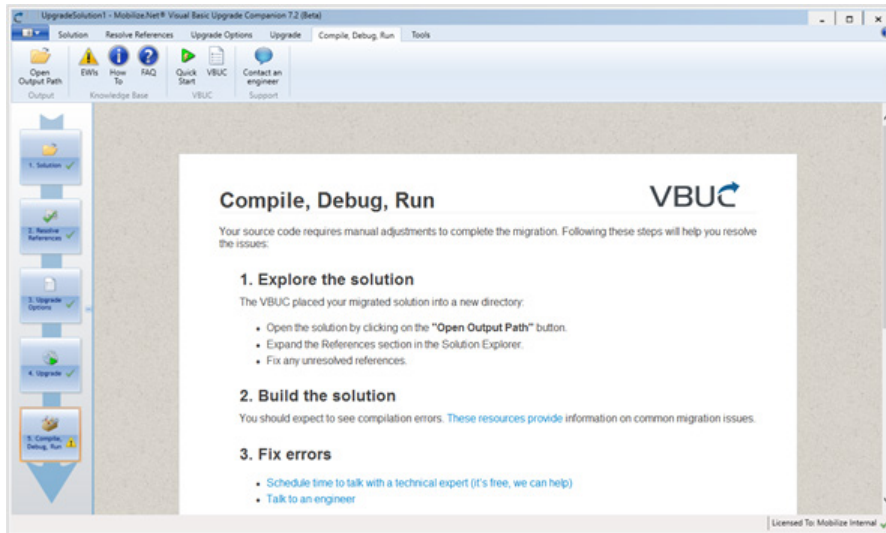 UpgradeSolution1 - Mobilize.Net® Visual Basic Upgrade Companion 7.2 (Beta)
Solution Resolve References Upgrade Options Upgrade Compile, Debug, Run Tools
Open Output Path
EWIs
How To
FAQ
Quick Start
VBUC
Contact an engineer
Output Knowledge Base VBUC Support
1. Solution
2. Resolve References
3. Upgrade Options
4. Upgrade
5. Compile, Debug, Run
Compile, Debug, Run
VBUC
Your source code requires manual adjustments to complete the migration. Following these steps will help you resolve
the issues:
1. Explore the solution
The VBUC placed your migrated solution into a new directory:
• Open the solution by clicking on the "Open Output Path" button.
• Expand the References section in the Solution Explorer.
• Fix any unresolved references.
2. Build the solution
You should expect to see compilation errors. These resources provide information on common migration issues.
3. Fix errors
• Schedule time to talk with a technical expert (it's free, we can help)
• Talk to an engineer
Licensed To: Mobilize Internal